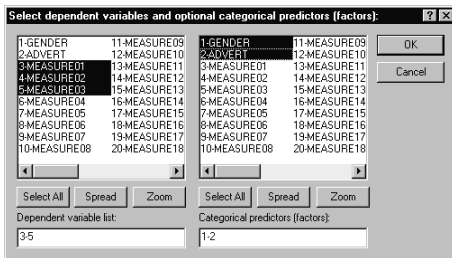 Select dependent variables and optional categorical predictors (factors):
1-GENDER 11-MEASURE09
2-ADVERT 12-MEASURE10
3-MEASURE01 13-MEASURE11
4-MEASURE02 14-MEASURE12
5-MEASURE03 15-MEASURE13
6-MEASURE04 16-MEASURE14
7-MEASURE05 17-MEASURE15
8-MEASURE06 18-MEASURE16
9-MEASURE07 19-MEASURE17
10-MEASURE08 20-MEASURE18
Select All Spread Zoom
Dependent variable list:
3-5
1-GENDER 11-MEASURE09
2-ADVERT 12-MEASURE10
3-MEASURE01 13-MEASURE11
4-MEASURE02 14-MEASURE12
5-MEASURE03 15-MEASURE13
6-MEASURE04 16-MEASURE14
7-MEASURE05 17-MEASURE15
8-MEASURE06 18-MEASURE16
9-MEASURE07 19-MEASURE17
10-MEASURE08 20-MEASURE18
Select All Spread Zoom
Categorical predictors (factors):
1-2
OK
Cancel